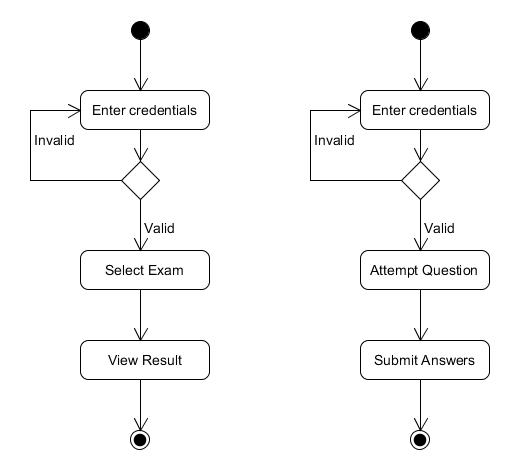 Enter credentials
Invalid
Valid
Select Exam
View Result
Enter credentials
Invalid
Valid
Attempt Question
Submit Answers